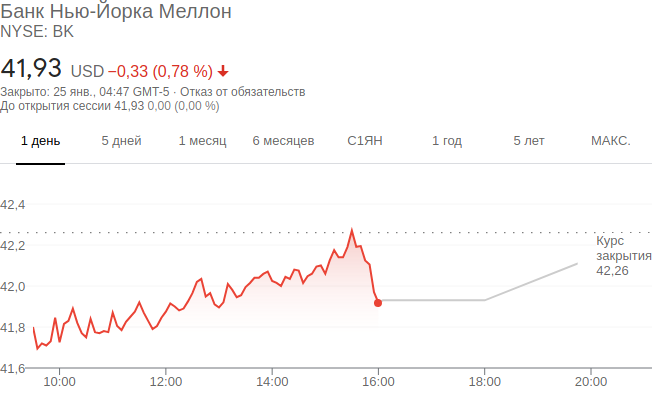 Банк Нью-Йорка Меллон
NYSE: BK
41,93 USD −0,33 (0,78 %)
Закрыто: 25 янв., 04:47 GMT-5 · Отказ от обязательств
До открытия сессии 41,93 0,00 (0,00 %)
1 день 5 дней 1 месяц 6 месяцев С1ЯН 1 год 5 лет МАКС.
42,4
42,2
42,0
41,8
41,6
Курс
закрытия
42,26
10:00 12:00 14:00 16:00 18:00 20:00